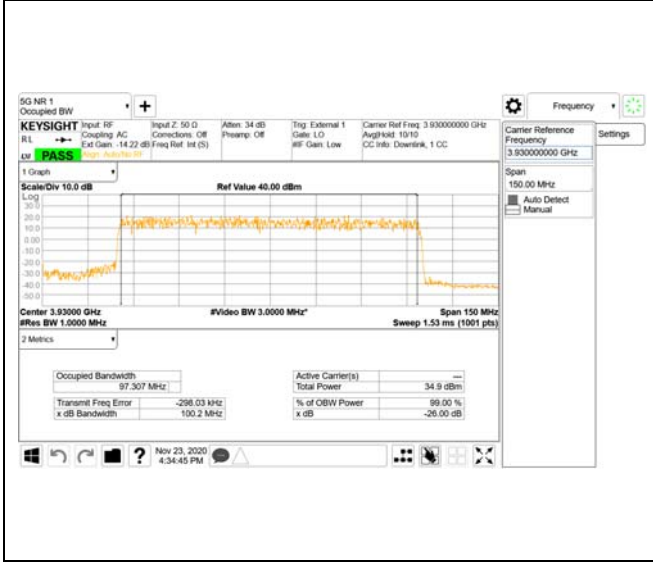 5G NR 1
Occupied BW
Frequency
KEYSIGHT
RL
PASS
Input: RF
Coupling: AC
Ext Gain: -14.22 dB
Align: Auto/No RF
Input Z: 50 Ω
Corrections: Off
Freq Ref: Int (S)
Atten: 34 dB
Preamp: Off
Trig: External 1
Gate: LO
#IF Gain: Low
Carrier Ref Freq: 3.930000000 GHz
Avg|Hold: 10/10
CC Info: Downlink, 1 CC
Carrier Reference
Frequency
3.930000000 GHz
Settings
Span
150.00 MHz
Auto Detect
Manual
1 Graph
Scale/Div 10.0 dB
Ref Value 40.00 dBm
Log
30.0
20.0
10.0
0.00
-10.0
-20.0
-30.0
-40.0
-50.0
Center 3.93000 GHz
#Video BW 3.0000 MHz*
Span 150 MHz
#Res BW 1.0000 MHz
Sweep 1.53 ms (1001 pts)
2 Metrics
Occupied Bandwidth
97.307 MHz
Transmit Freq Error -298.03 kHz
x dB Bandwidth 100.2 MHz
Active Carrier(s) ---
Total Power 34.9 dBm
% of OBW Power 99.00 %
x dB -26.00 dB
?
Nov 23, 2020
4:34:45 PM